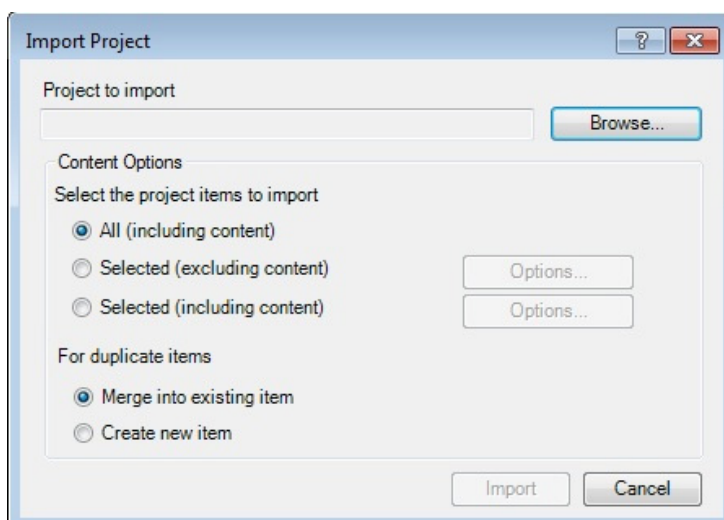 Import Project
?
Project to import
Browse...
Content Options
Select the project items to import
All (including content)
Selected (excluding content)
Options...
Selected (including content)
Options...
For duplicate items
Merge into existing item
Create new item
Import
Cancel